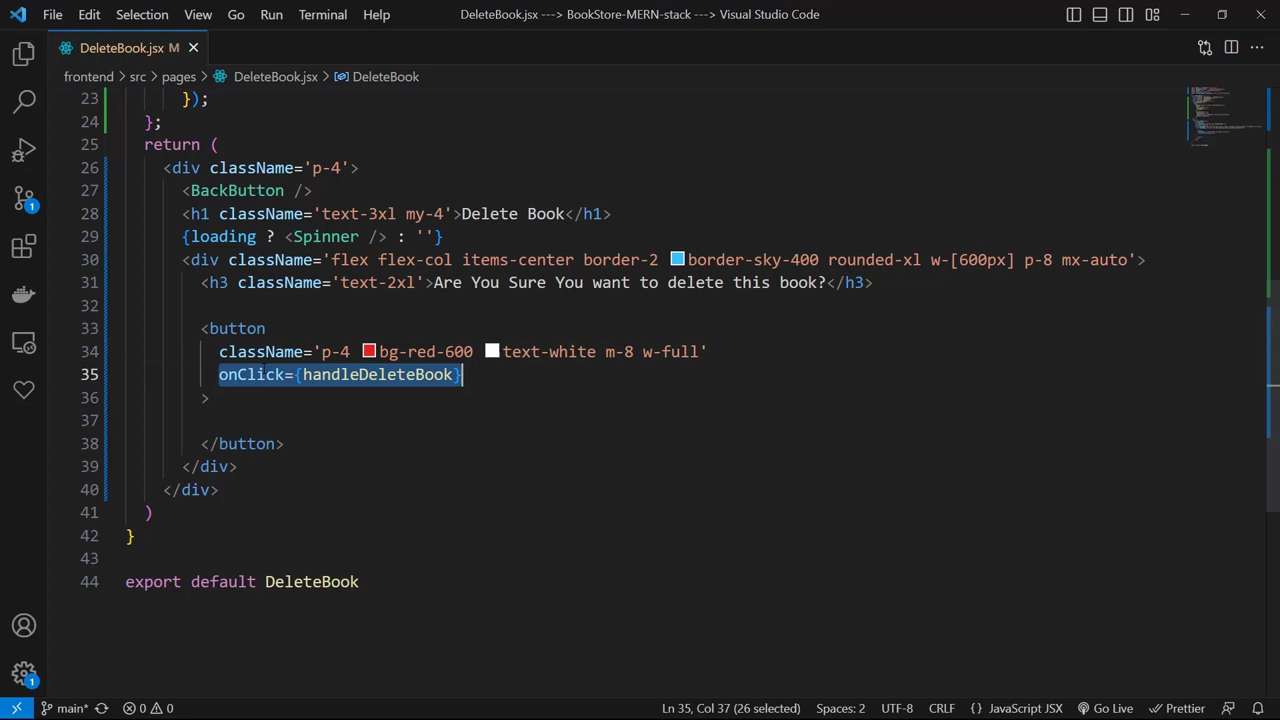 File Edit Selection View Go Run Terminal Help DeleteBook.jsx ---> BookStore-MERN-stack - Visual Studio Code
DeleteBook.jsx M
frontend > src > pages > DeleteBook.jsx > DeleteBook
23 });
24 };
25 return (
26 <div className='p-4'>
27 <BackButton />
28 <h1 className='text-3xl my-4'>Delete Book</h1>
29 {loading ? <Spinner /> : ''}
30 <div className='flex flex-col items-center border-2 border-sky-400 rounded-xl w-[600px] p-8 mx-auto'>
31 <h3 className='text-2xl'>Are You Sure You want to delete this book?</h3>
32
33 <button
34 className='p-4 bg-red-600 text-white m-8 w-full'
35 onClick={handleDeleteBook}
36 >
37
38 </button>
39 </div>
40 </div>
41 )
42 }
43
44 export default DeleteBook
1
1
main* 0 0 Ln 35, Col 37 (26 selected) Spaces: 2 UTF-8 CRLF {} JavaScript JSX Go Live Prettier